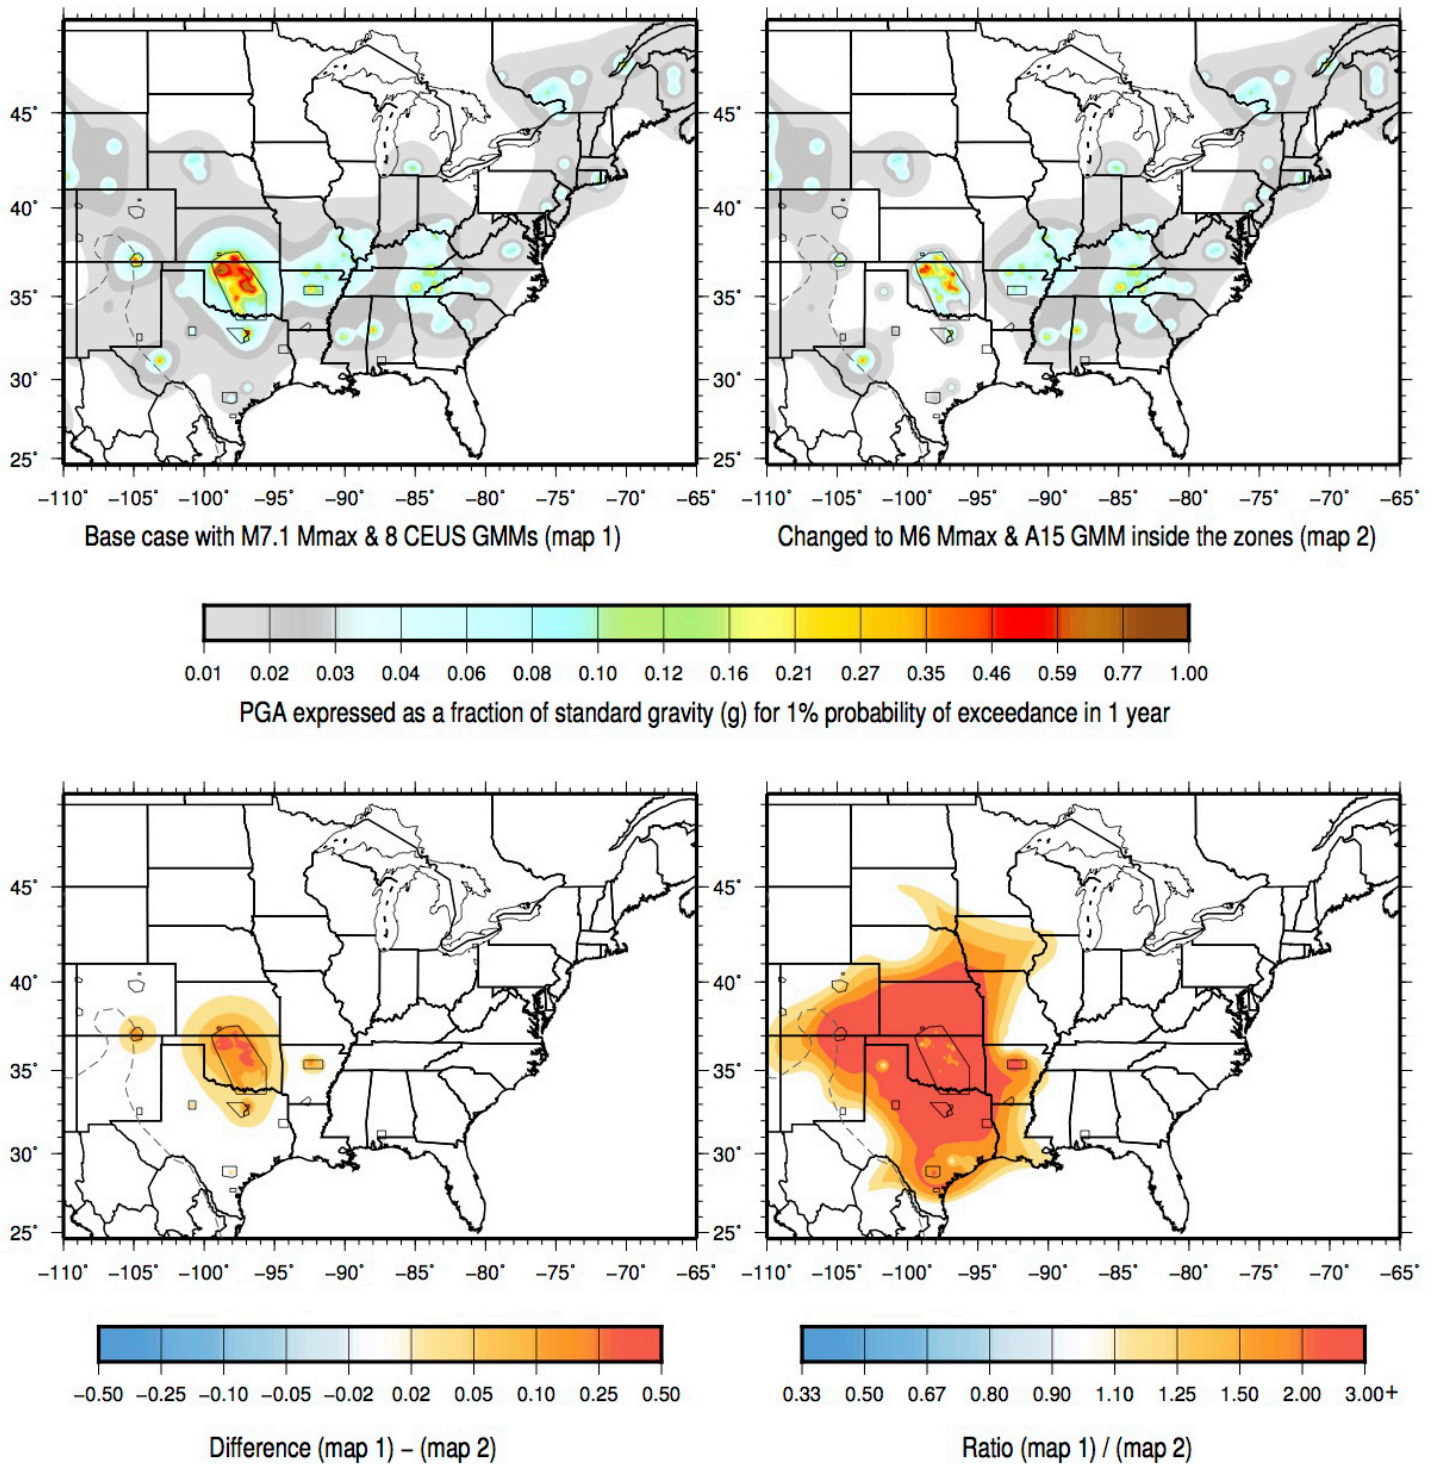 45˚ 45˚
40˚ 40˚
35˚ 35˚
30˚ 30˚
25˚ 25˚
−110˚ −105˚ −100˚ −95˚ −90˚ −85˚ −80˚ −75˚ −70˚ −65˚ −110˚ −105˚ −100˚ −95˚ −90˚ −85˚ −80˚ −75˚ −70˚ −65˚
Base case with M7.1 Mmax & 8 CEUS GMMs (map 1) Changed to M6 Mmax & A15 GMM inside the zones (map 2)
0.01 0.02 0.03 0.04 0.06 0.08 0.10 0.12 0.16 0.21 0.27 0.35 0.46 0.59 0.77 1.00
PGA expressed as a fraction of standard gravity (g) for 1% probability of exceedance in 1 year
45˚ 45˚
40˚ 40˚
35˚ 35˚
30˚ 30˚
25˚ 25˚
−110˚ −105˚ −100˚ −95˚ −90˚ −85˚ −80˚ −75˚ −70˚ −65˚ −110˚ −105˚ −100˚ −95˚ −90˚ −85˚ −80˚ −75˚ −70˚ −65˚
−0.50 −0.25 −0.10 −0.05 −0.02 0.02 0.05 0.10 0.25 0.50 0.33 0.50 0.67 0.80 0.90 1.10 1.25 1.50 2.00 3.00+
Difference (map 1) − (map 2) Ratio (map 1) / (map 2)